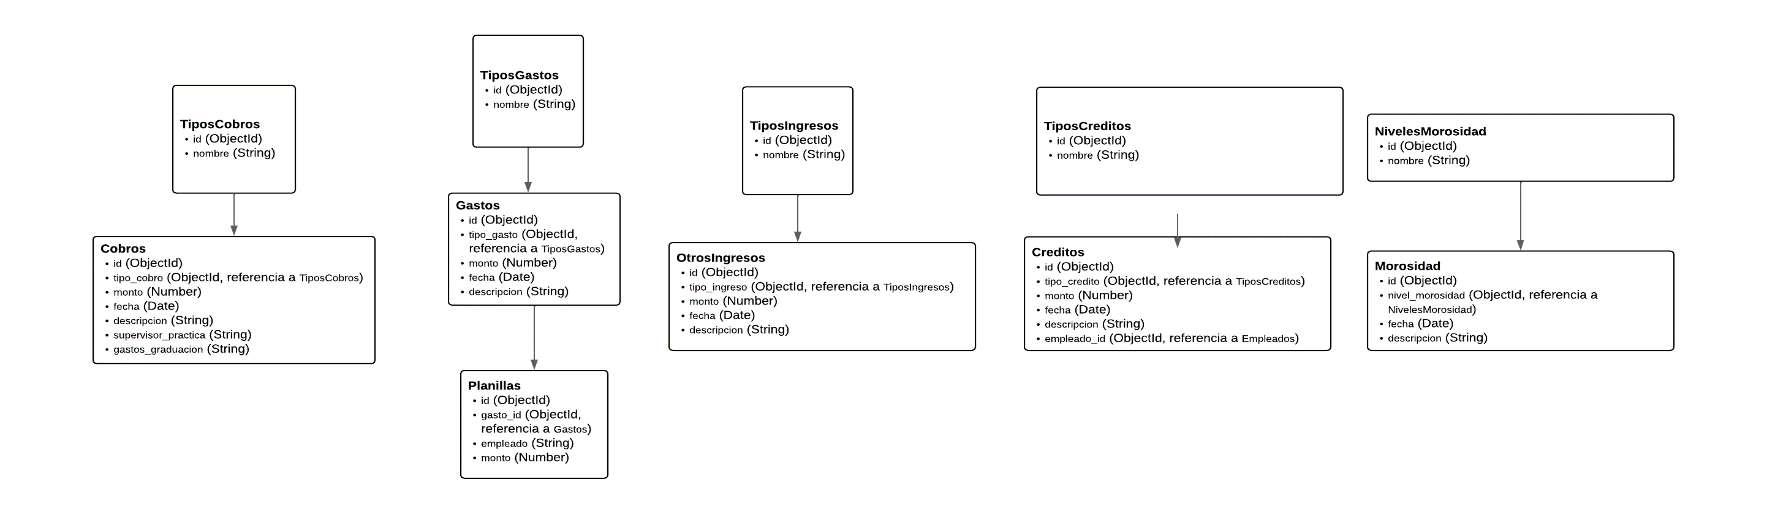 TiposCobros
• id (ObjectId)
• nombre (String)
Cobros
• id (ObjectId)
• tipo_cobro (ObjectId, referencia a TiposCobros)
• monto (Number)
• fecha (Date)
• descripcion (String)
• supervisor_practica (String)
• gastos_graduacion (String)
TiposGastos
• id (ObjectId)
• nombre (String)
Gastos
• id (ObjectId)
• tipo_gasto (ObjectId,
referencia a TiposGastos)
• monto (Number)
• fecha (Date)
• descripcion (String)
Planillas
• id (ObjectId)
• gasto_id (ObjectId,
referencia a Gastos)
• empleado (String)
• monto (Number)
TiposIngresos
• id (ObjectId)
• nombre (String)
OtrosIngresos
• id (ObjectId)
• tipo_ingreso (ObjectId, referencia a TiposIngresos)
• monto (Number)
• fecha (Date)
• descripcion (String)
TiposCreditos
• id (ObjectId)
• nombre (String)
Creditos
• id (ObjectId)
• tipo_credito (ObjectId, referencia a TiposCreditos)
• monto (Number)
• fecha (Date)
• descripcion (String)
• empleado_id (ObjectId, referencia a Empleados)
NivelesMorosidad
• id (ObjectId)
• nombre (String)
Morosidad
• id (ObjectId)
• nivel_morosidad (ObjectId, referencia a
NivelesMorosidad)
• fecha (Date)
• descripcion (String)